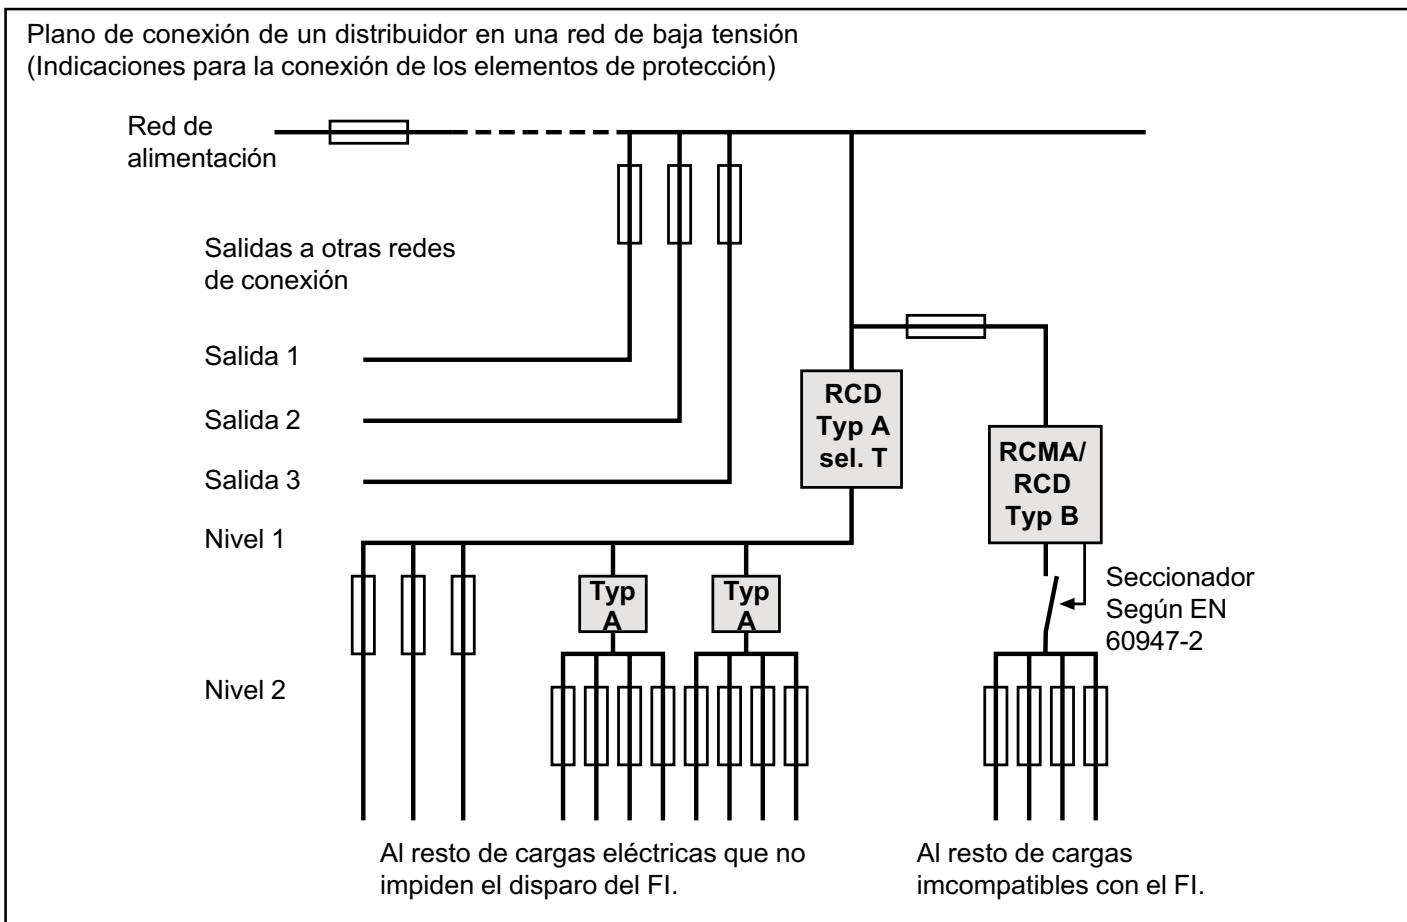 Plano de conexión de un distribuidor en una red de baja tensión
(Indicaciones para la conexión de los elementos de protección)
Red de
alimentación
Salidas a otras redes
de conexión
Salida 1
Salida 2
Salida 3
RCD
Typ A
sel. T
RCMA/
RCD
Typ B
Nivel 1
Typ
A
Typ
A
Seccionador
Según EN
60947-2
Nivel 2
Al resto de cargas eléctricas que no
impiden el disparo del FI.
Al resto de cargas
imcompatibles con el FI.